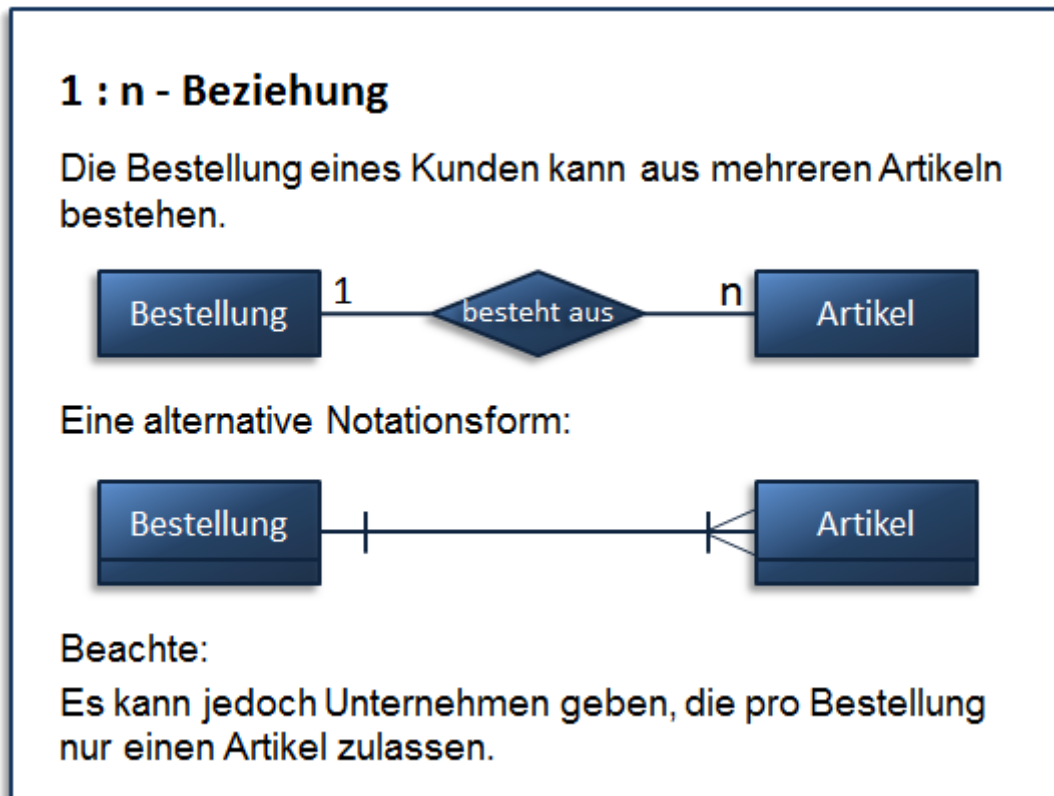 1 : n - Beziehung
Die Bestellung eines Kunden kann aus mehreren Artikeln
bestehen.
Bestellung 1 besteht aus n Artikel
Eine alternative Notationsform:
Bestellung Artikel
Beachte:
Es kann jedoch Unternehmen geben, die pro Bestellung
nur einen Artikel zulassen.